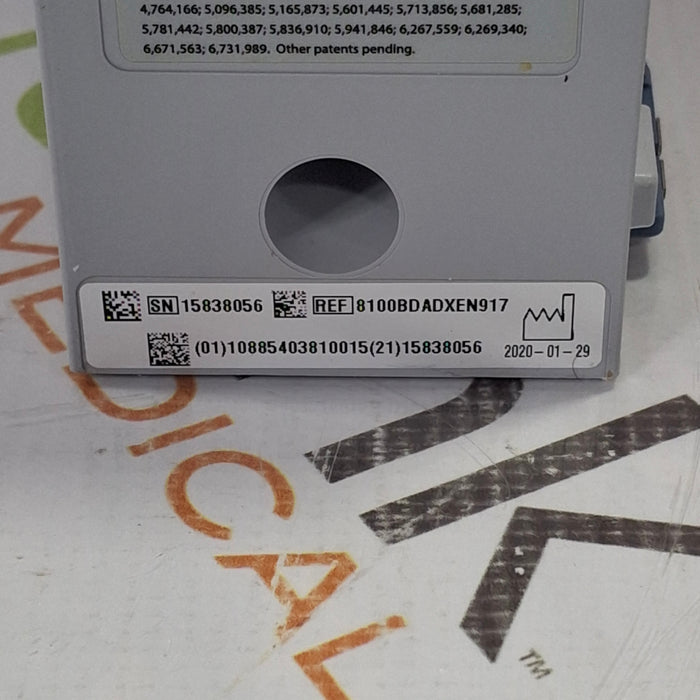 4,764,166; 5,096,385; 5,165,873; 5,601,445; 5,713,856; 5,681,285;
5,781,442; 5,800,387; 5,836,910; 5,941,846; 6,267,559; 6,269,340;
6,671,563; 6,731,989. Other patents pending.
SN 15838056 REF 8100BDADXEN917
(01)10885403810015(21)15838056 2020-01-29
MEDICAL
TM